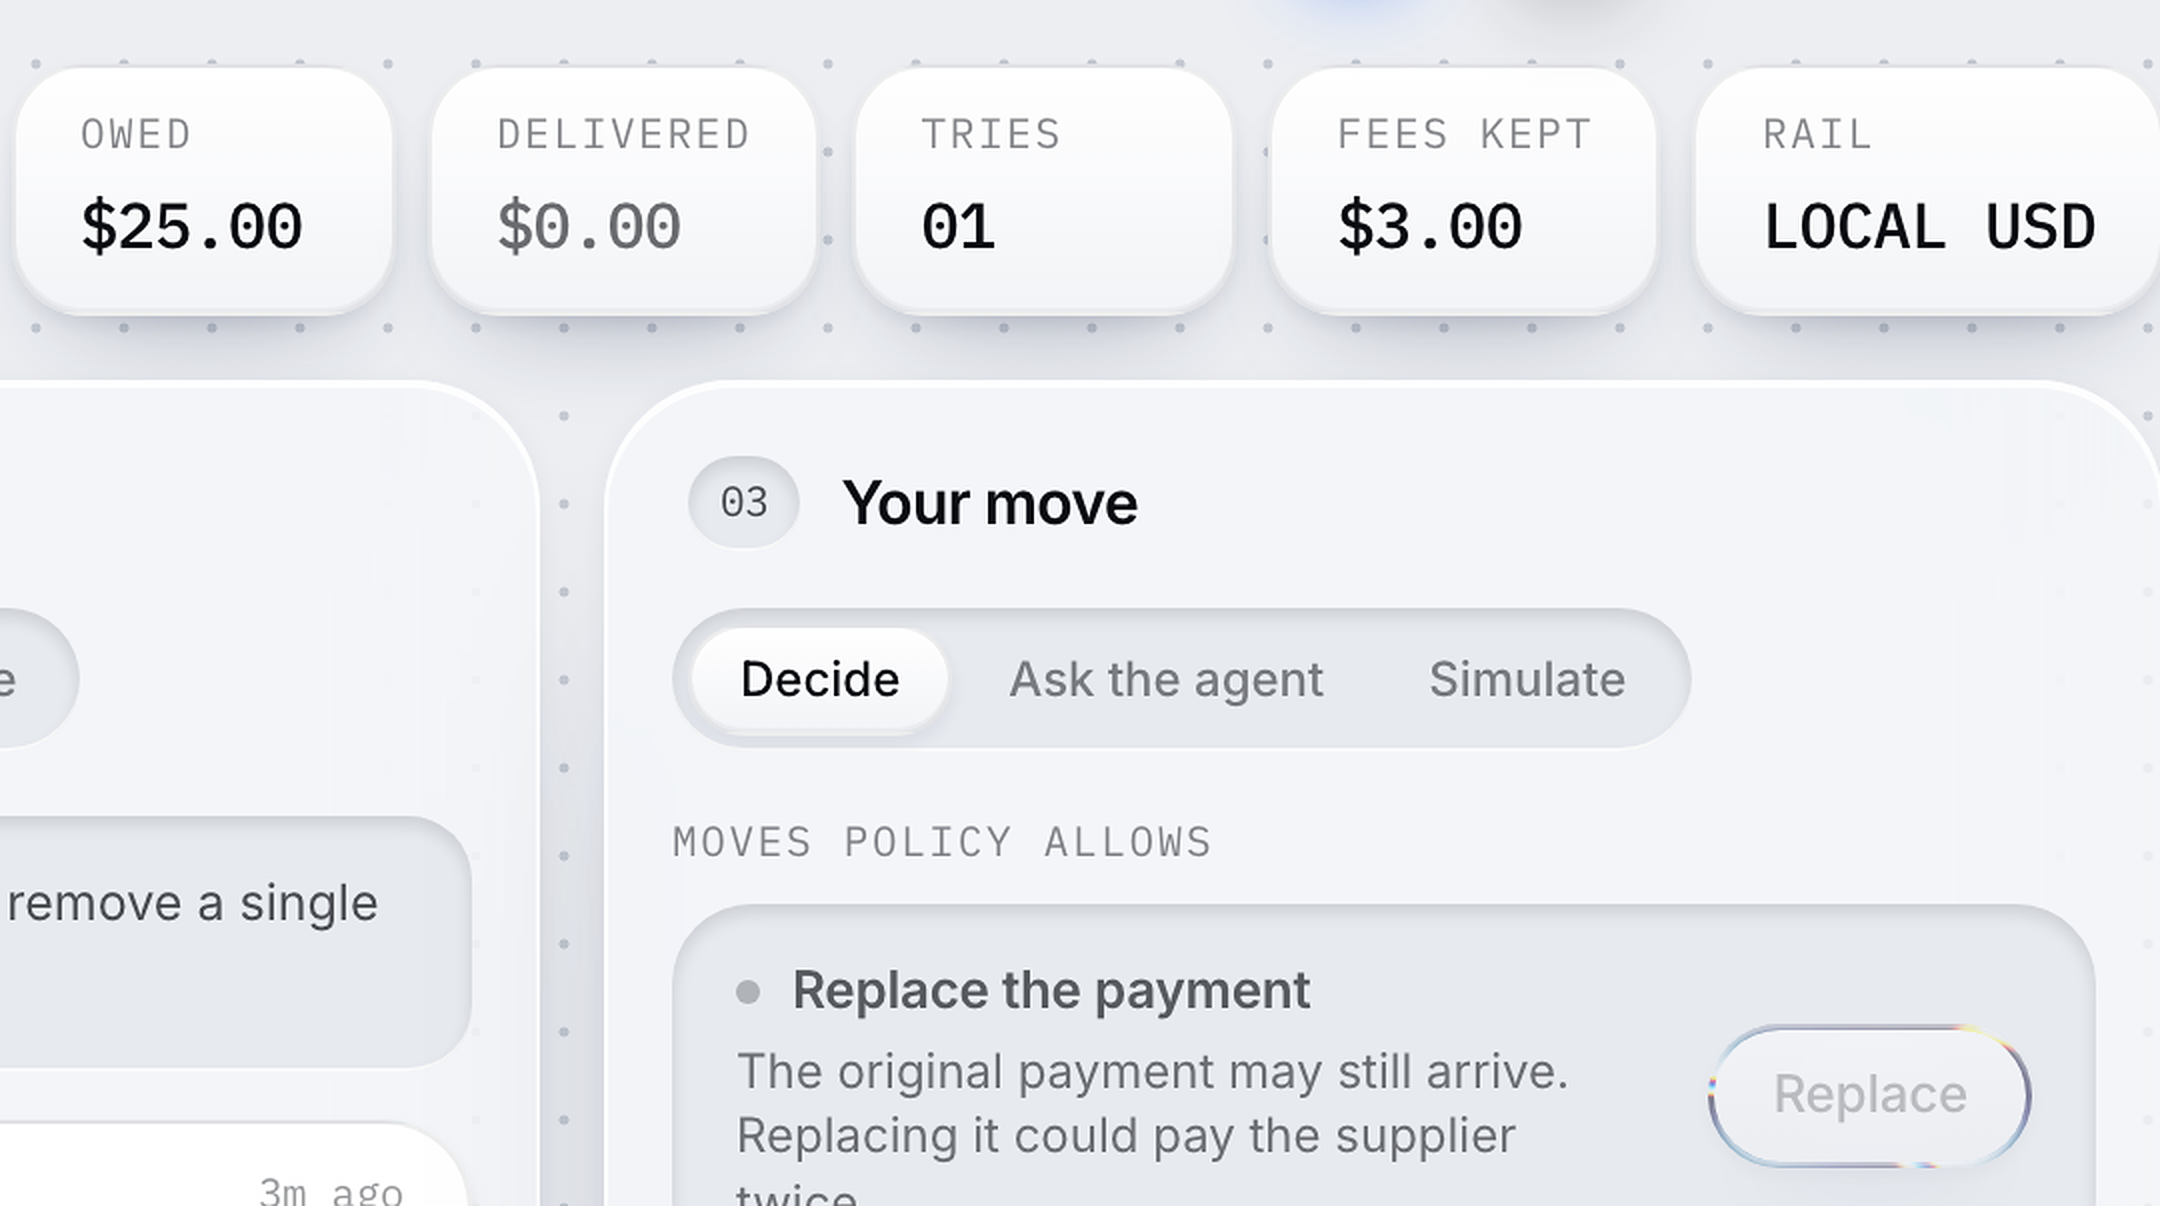 OWED
$25.00
DELIVERED
$0.00
TRIES
01
FEES KEPT
$3.00
RAIL
LOCAL USD
e
remove a single
3m ago
03
Your move
Decide
Ask the agent
Simulate
MOVES POLICY ALLOWS
Replace the payment
The original payment may still arrive.
Replacing it could pay the supplier
twice.
Replace